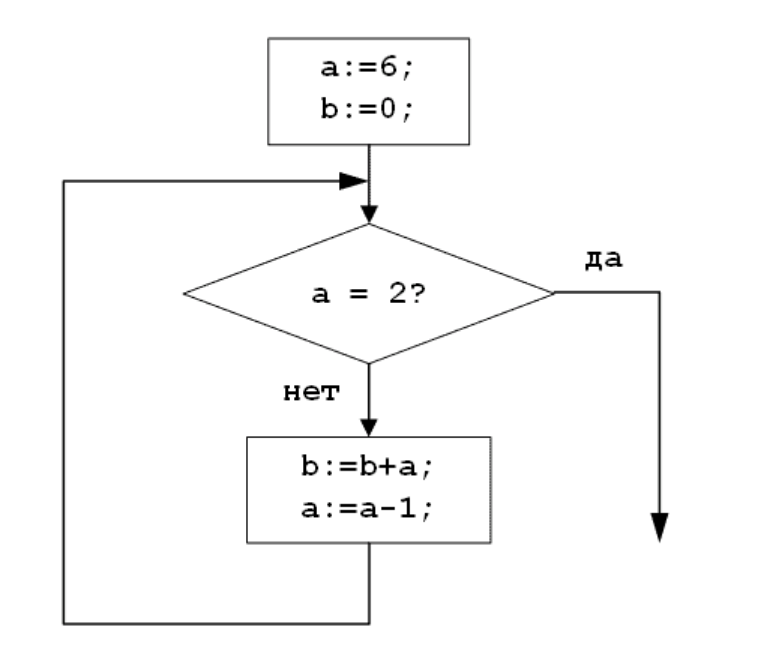 a:=6;
b:=0;
a = 2?
да
нет
b:=b+a;
a:=a-1;